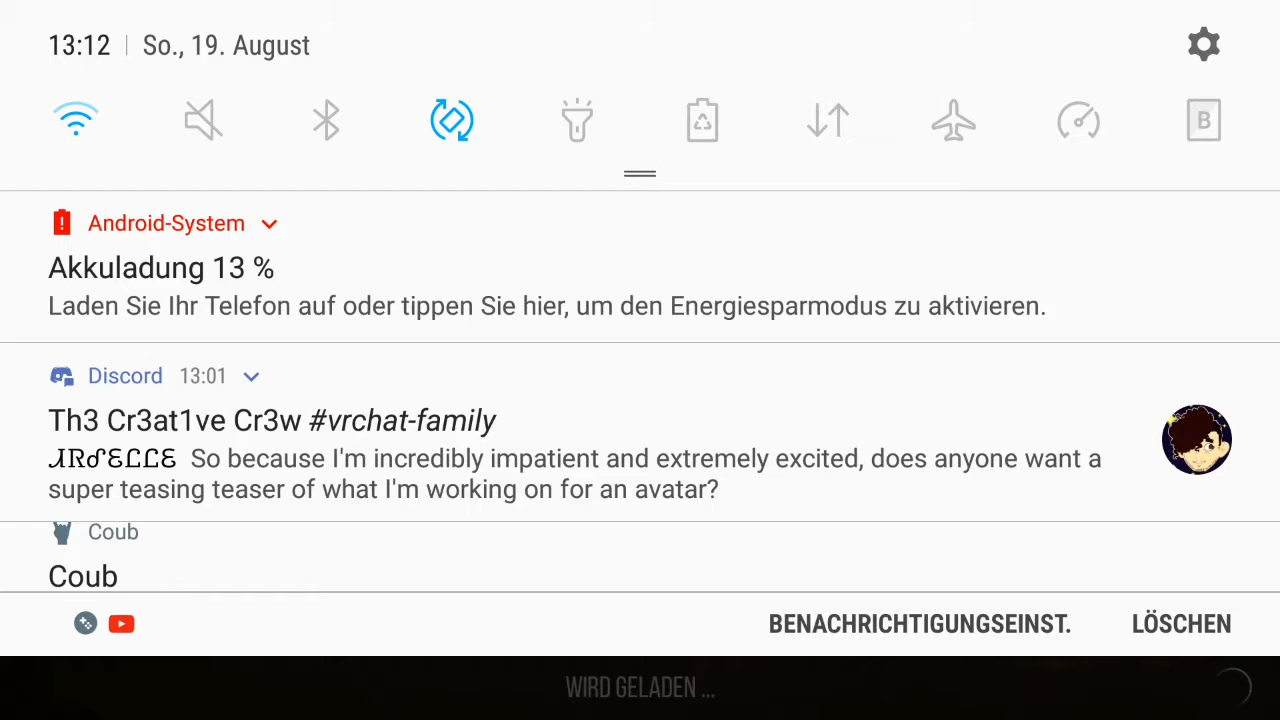 13:12 So., 19. August
B
Android-System
Akkuladung 13 %
Laden Sie Ihr Telefon auf oder tippen Sie hier, um den Energiesparmodus zu aktivieren.
Discord 13:01
Th3 Cr3at1ve Cr3w #vrchat-family
So because I'm incredibly impatient and extremely excited, does anyone want a
super teasing teaser of what I'm working on for an avatar?
Coub
Coub
BENACHRICHTIGUNGSEINST. LÖSCHEN
WIRD GELADEN ...